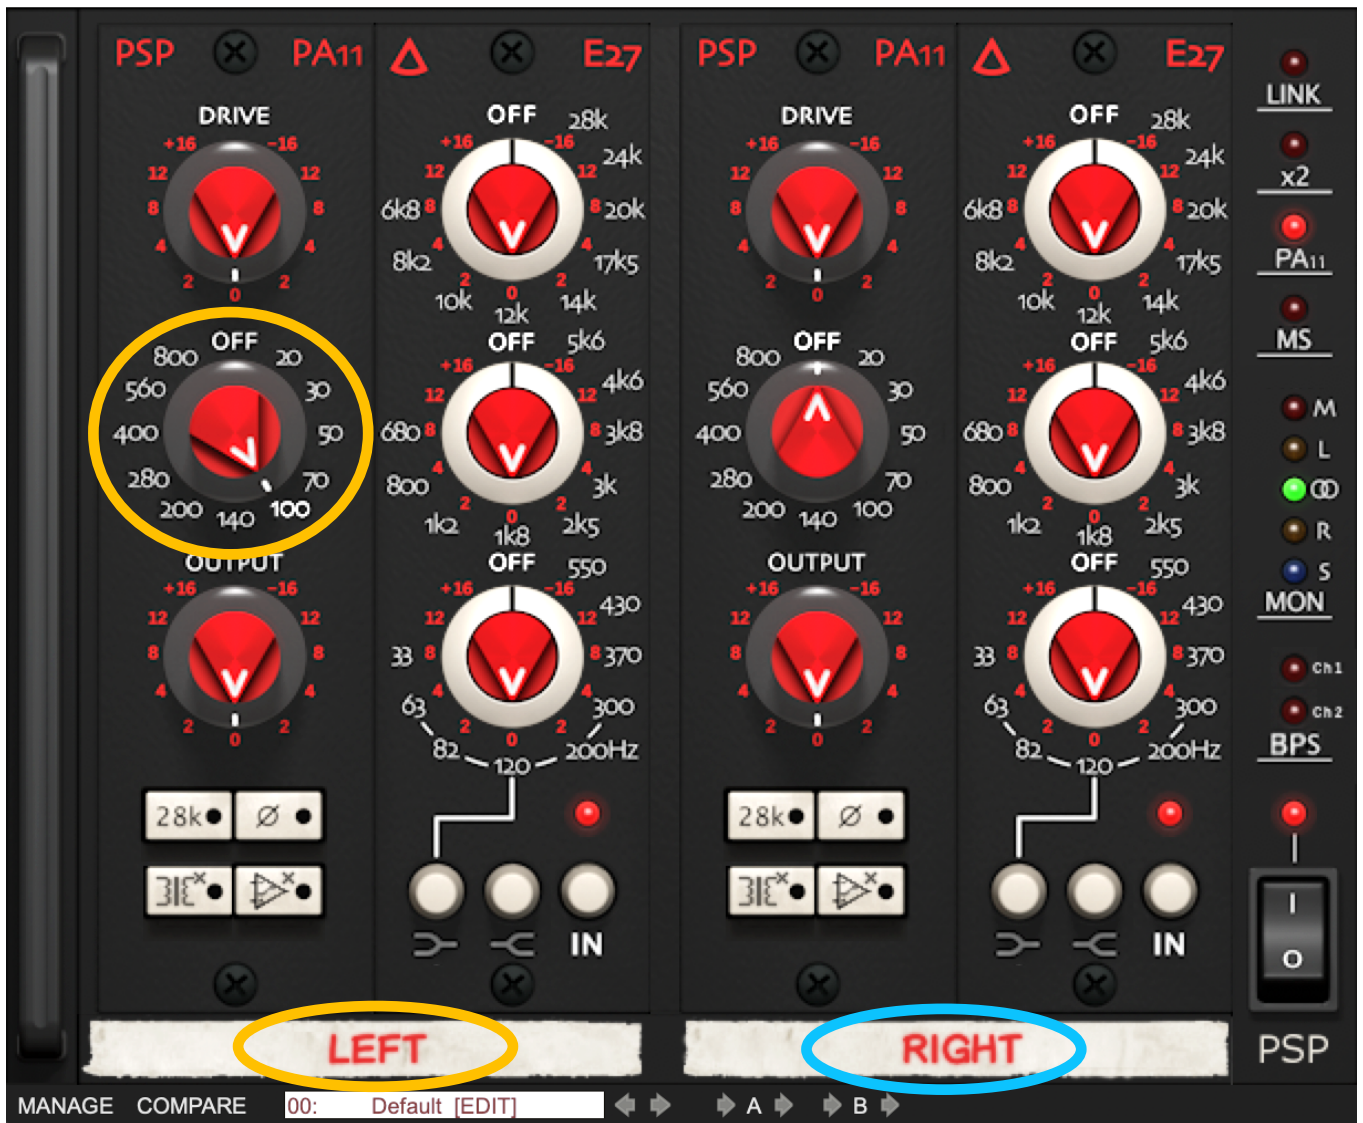 PSP PA11 E27 PSP PA11 E27
LINK
x2
PA11
MS
M
L
R
S
MON
Ch1
Ch2
BPS
I
O
PSP
DRIVE
+16 -16
12 12
8 8
4 4
2 0 2
OFF
800 20
560 30
400 50
280 70
200 140 100
OUTPUT
+16 -16
12 12
8 8
4 4
2 0 2
28k Ø
OFF 28k
+16 -16 24k
12
6k8 8 8 20k
8k2 4 4 17k5
10k 2 0 2 14k
12k
OFF 5k6
+16 -16 4k6
12 12
680 8 8 3k8
800 4 4 3k
1k2 2 0 2 2k5
1k8
OFF 550
+16 -16 430
12 12
33 8 8 370
63 4 4 300
82 2 0 2 200Hz
120
IN
DRIVE
+16 -16
12 12
8 8
4 4
2 0 2
OFF
800 20
560 30
400 50
280 70
200 140 100
OUTPUT
+16 -16
12 12
8 8
4 4
2 0 2
28k Ø
OFF 28k
+16 -16 24k
12
6k8 8 8 20k
8k2 4 4 17k5
10k 2 0 2 14k
12k
OFF 5k6
+16 -16 4k6
12 12
680 8 8 3k8
800 4 4 3k
1k2 2 0 2 2k5
1k8
OFF 550
+16 -16 430
12 12
33 8 8 370
63 4 4 300
82 2 0 2 200Hz
120
IN
LEFT RIGHT
MANAGE COMPARE 00: Default [EDIT] A B